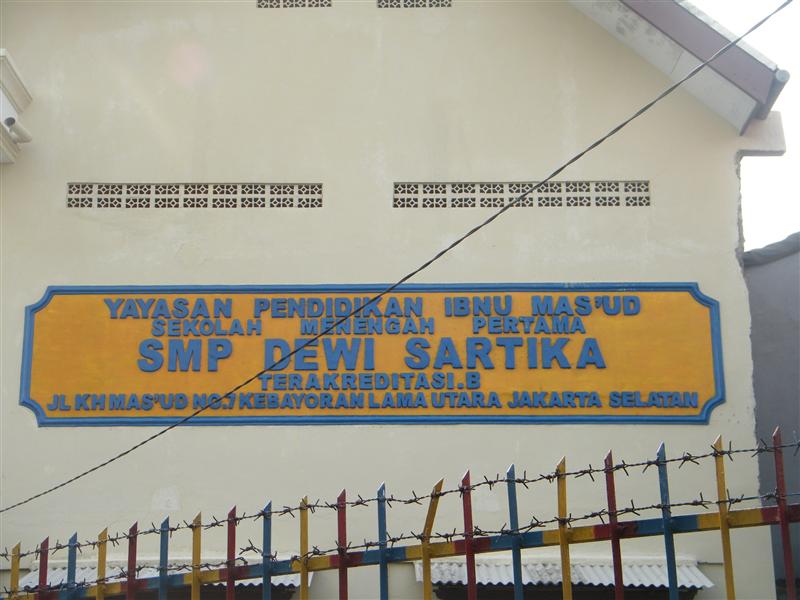 YAYASAN PENDIDIKAN IBNU MAS'UD
SEKOLAH MENENGAH PERTAMA
SMP DEWI SARTIKA
TERAKREDITASI.B
JL KH MAS'UD NO.7 KEBAYORAN LAMA UTARA JAKARTA SELATAN